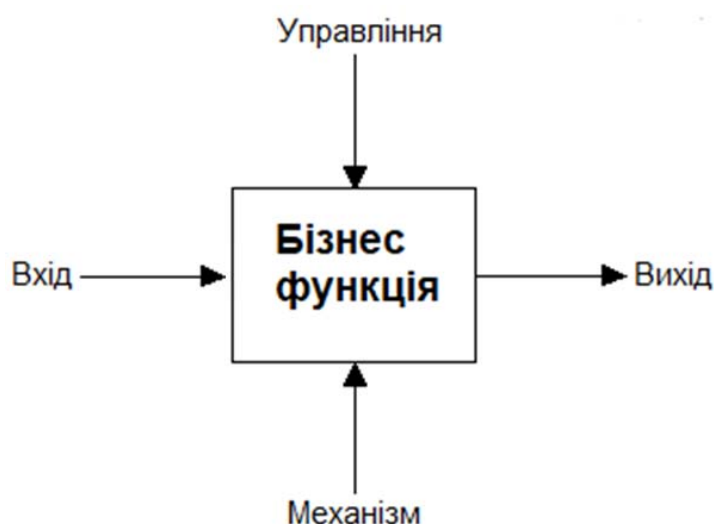 Управління
Бізнес
функція
Вхід
Вихід
Механізм